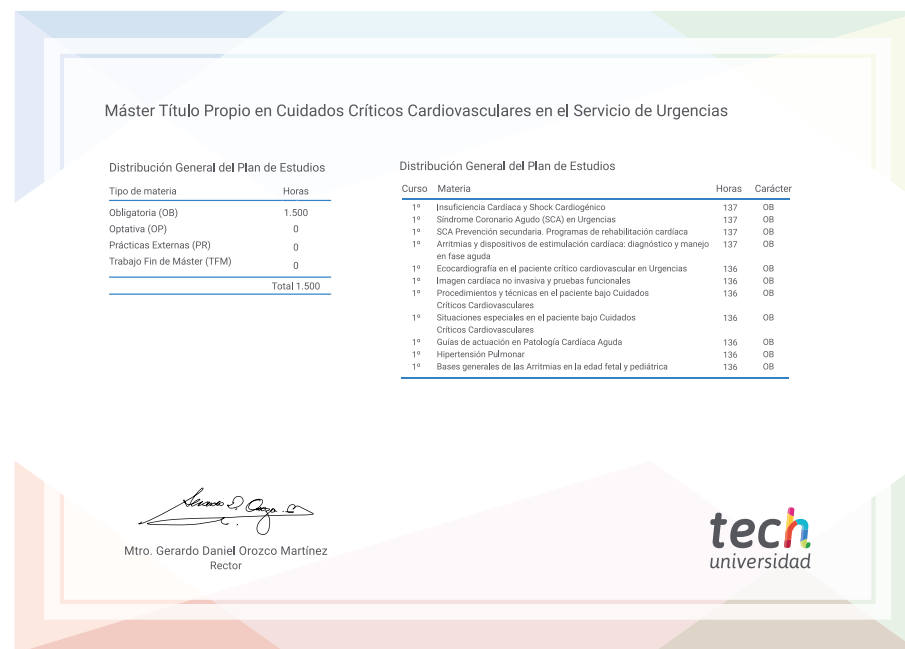 Máster Título Propio en Cuidados Críticos Cardiovasculares en el Servicio de Urgencias
Distribución General del Plan de Estudios
Tipo de materia Horas
Obligatoria (OB) 1.500
Optativa (OP) 0
Prácticas Externas (PR) 0
Trabajo Fin de Máster (TFM) 0
Total 1.500
Distribución General del Plan de Estudios
Curso Materia Horas Carácter
1º Insuficiencia Cardíaca y Shock Cardiogénico 137 OB
1º Síndrome Coronario Agudo (SCA) en Urgencias 137 OB
1º SCA Prevención secundaria. Programas de rehabilitación cardíaca 137 OB
1º Arritmias y dispositivos de estimulación cardíaca: diagnóstico y manejo 137 OB
en fase aguda
1º Ecocardiografía en el paciente crítico cardiovascular en Urgencias 136 OB
1º Imagen cardíaca no invasiva y pruebas funcionales 136 OB
1º Procedimientos y técnicas en el paciente bajo Cuidados 136 OB
Críticos Cardiovasculares
1º Situaciones especiales en el paciente bajo Cuidados 136 OB
Críticos Cardiovasculares
1º Guías de actuación en Patología Cardíaca Aguda 136 OB
1º Hipertensión Pulmonar 136 OB
1º Bases generales de las Arritmias en la edad fetal y pediátrica 136 OB
Mtro. Gerardo Daniel Orozco Martínez
Rector
tech
universidad